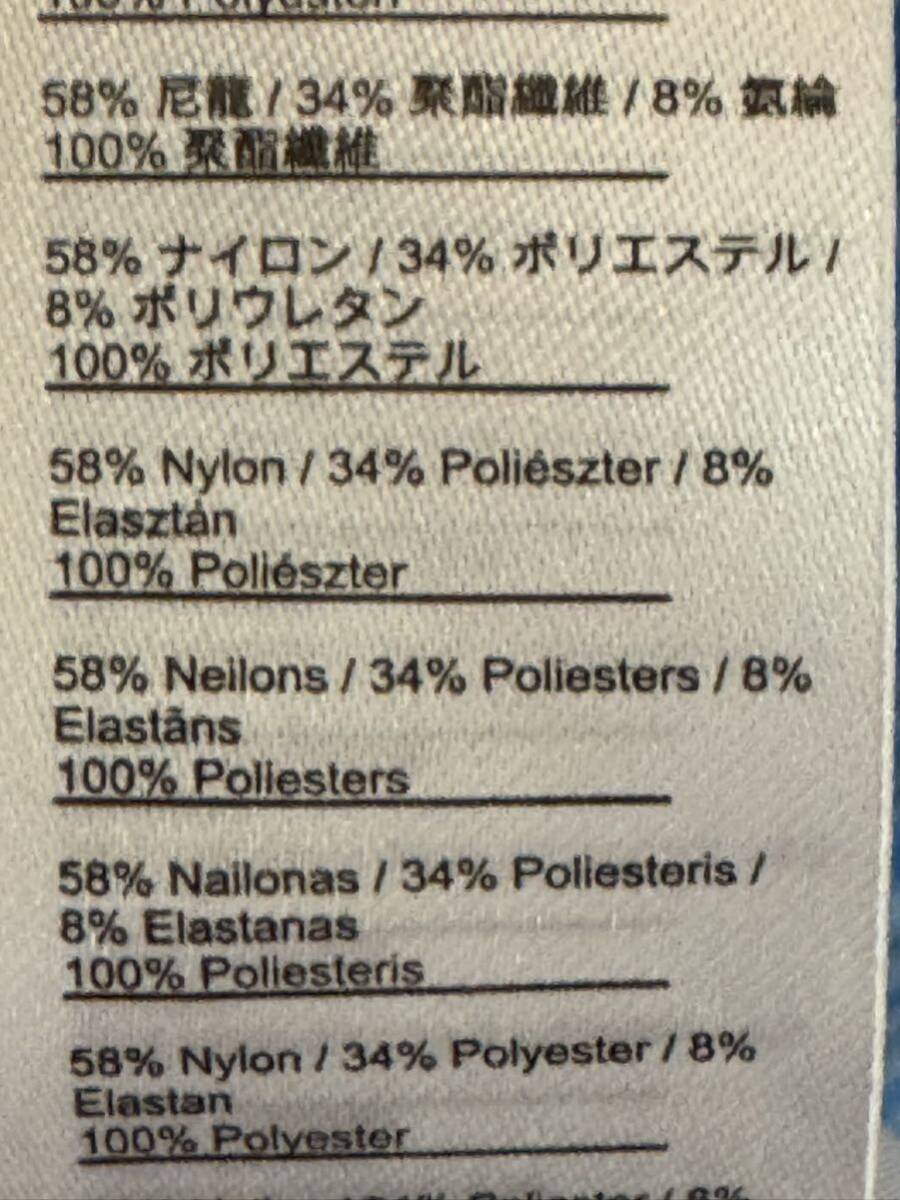 58% 尼龍 / 34% 聚酯纖維 / 8% 氨綸
100% 聚酯纖維
58% ナイロン / 34% ポリエステル /
8% ポリウレタン
100% ポリエステル
58% Nylon / 34% Poliészter / 8%
Elasztán
100% Poliészter
58% Neilons / 34% Poliesters / 8%
Elastāns
100% Poliesters
58% Nailonas / 34% Poliesteris /
8% Elastanas
100% Poliesteris
58% Nylon / 34% Polyester / 8%
Elastan
100% Polyester